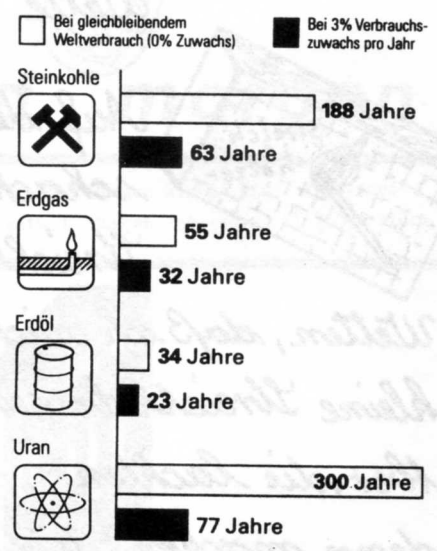 Bei gleichbleibendem
Weltverbrauch (0% Zuwachs)
Bei 3% Verbrauchs-
zuwachs pro Jahr
Steinkohle
188 Jahre
63 Jahre
Erdgas
55 Jahre
32 Jahre
Erdöl
34 Jahre
23 Jahre
Uran
300 Jahre
77 Jahre